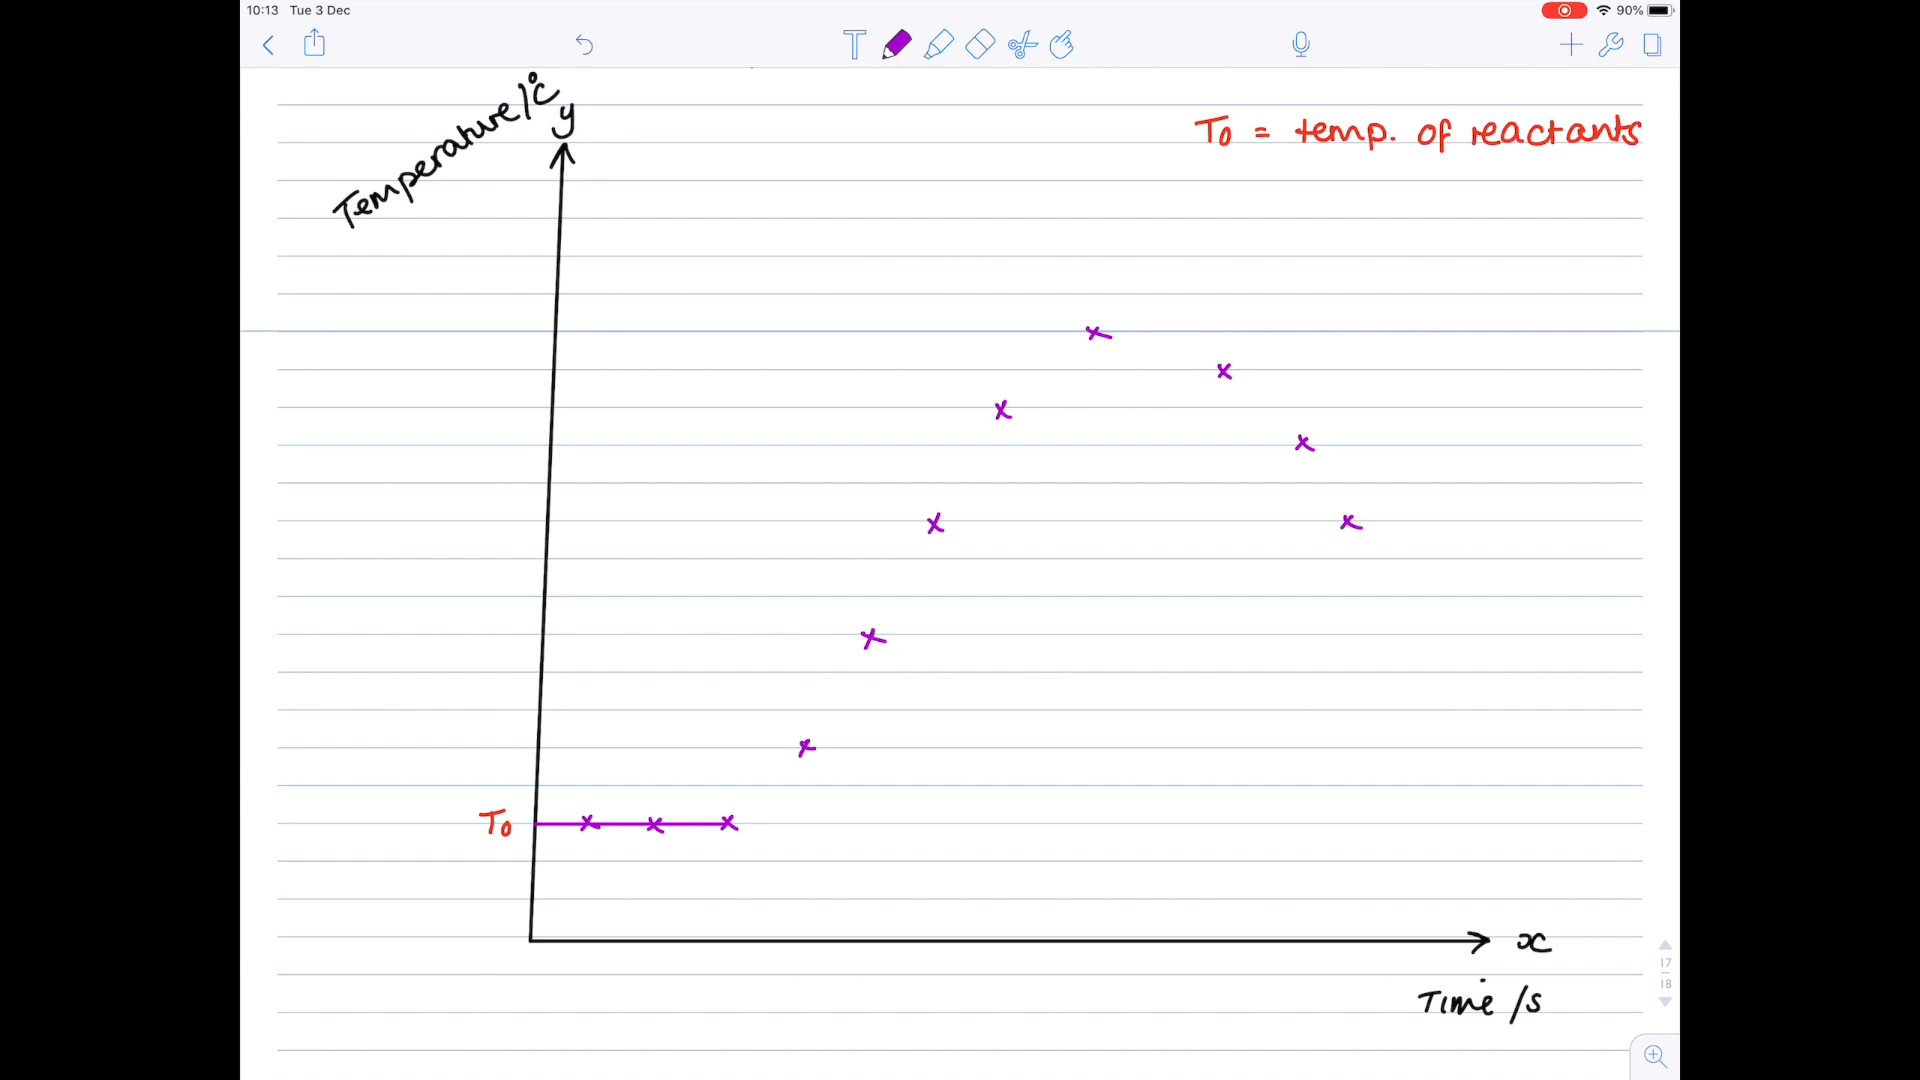 10:13 Tue 3 Dec
90%
T
Temperature/°C
y
T0 = temp. of reactants
T0
x
Time /s
17
18